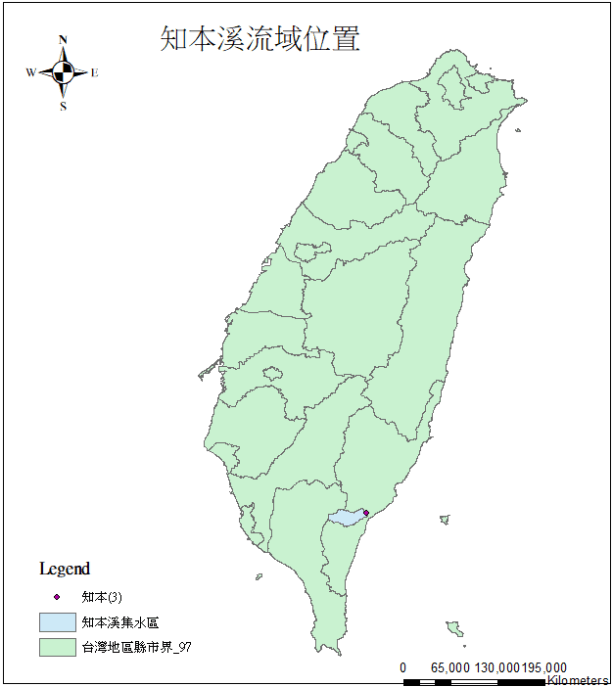 知本溪流域位置
N
W E
S
Legend
知本(3)
知本溪集水區
台灣地區縣市界_97
0 65,000 130,000 195,000
Kilometers